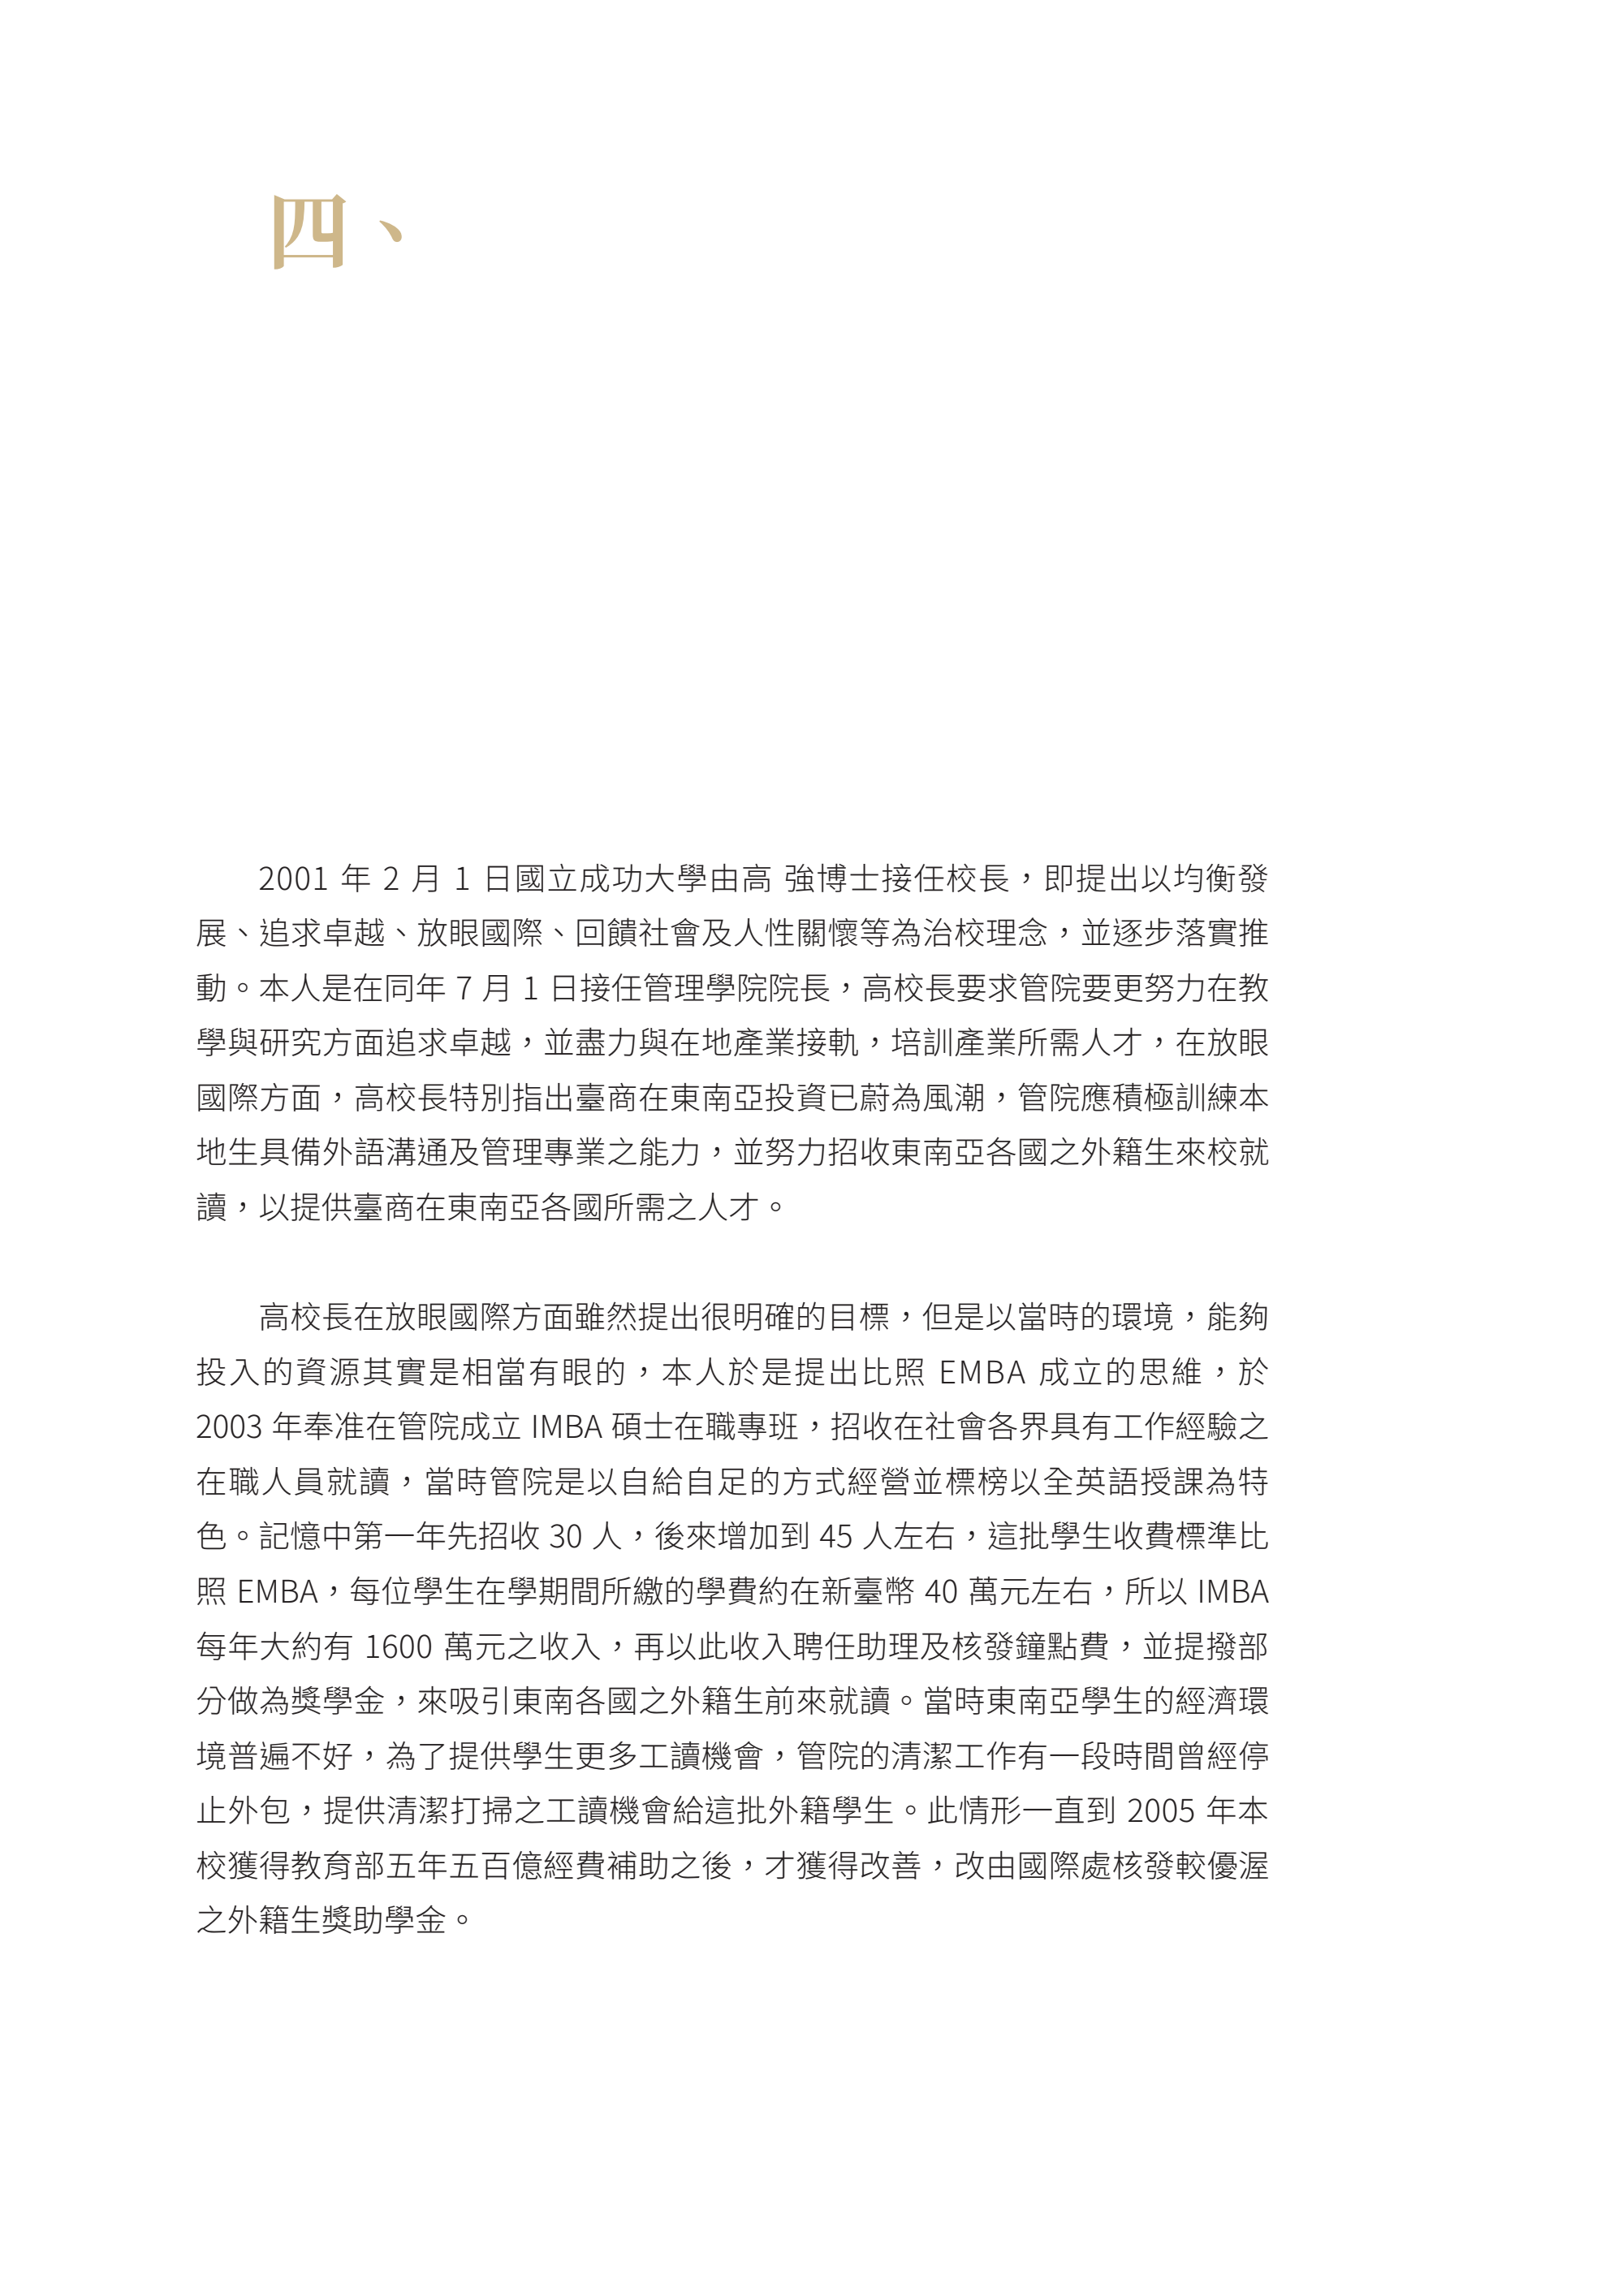 四、
2001 年 2 月 1 日國立成功大學由高 強博士接任校長，即提出以均衡發
展、追求卓越、放眼國際、回饋社會及人性關懷等為治校理念，並逐步落實推
動。本人是在同年 7 月 1 日接任管理學院院長，高校長要求管院要更努力在教
學與研究方面追求卓越，並盡力與在地產業接軌，培訓產業所需人才，在放眼
國際方面，高校長特別指出臺商在東南亞投資已蔚為風潮，管院應積極訓練本
地生具備外語溝通及管理專業之能力，並努力招收東南亞各國之外籍生來校就
讀，以提供臺商在東南亞各國所需之人才。
高校長在放眼國際方面雖然提出很明確的目標，但是以當時的環境，能夠
投入的資源其實是相當有眼的，本人於是提出比照 EMBA 成立的思維，於
2003 年奉准在管院成立 IMBA 碩士在職專班，招收在社會各界具有工作經驗之
在職人員就讀，當時管院是以自給自足的方式經營並標榜以全英語授課為特
色。記憶中第一年先招收 30 人，後來增加到 45 人左右，這批學生收費標準比
照 EMBA，每位學生在學期間所繳的學費約在新臺幣 40 萬元左右，所以 IMBA
每年大約有 1600 萬元之收入，再以此收入聘任助理及核發鐘點費，並提撥部
分做為獎學金，來吸引東南各國之外籍生前來就讀。當時東南亞學生的經濟環
境普遍不好，為了提供學生更多工讀機會，管院的清潔工作有一段時間曾經停
止外包，提供清潔打掃之工讀機會給這批外籍學生。此情形一直到 2005 年本
校獲得教育部五年五百億經費補助之後，才獲得改善，改由國際處核發較優渥
之外籍生獎助學金。